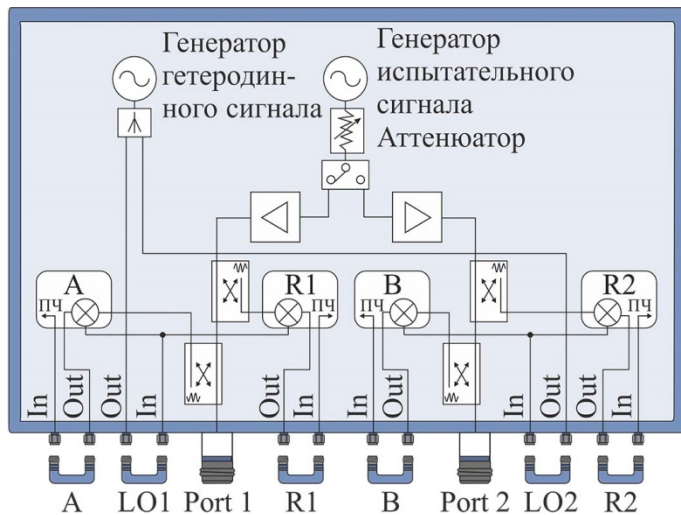 Генератор
гетеродин-
ного сигнала
Генератор
испытательного
сигнала
Аттенюатор
A
R1
B
R2
ПЧ
ПЧ
ПЧ
ПЧ
In
Out
Out
In
Out
In
In
Out
In
Out
Out
In
A
LO1
Port 1
R1
B
Port 2
LO2
R2